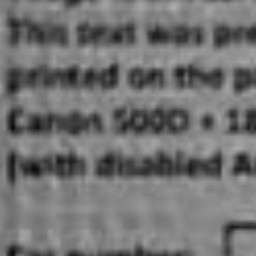 This text was pre
printed on the p
Canon 500D + 18
(with disabled A